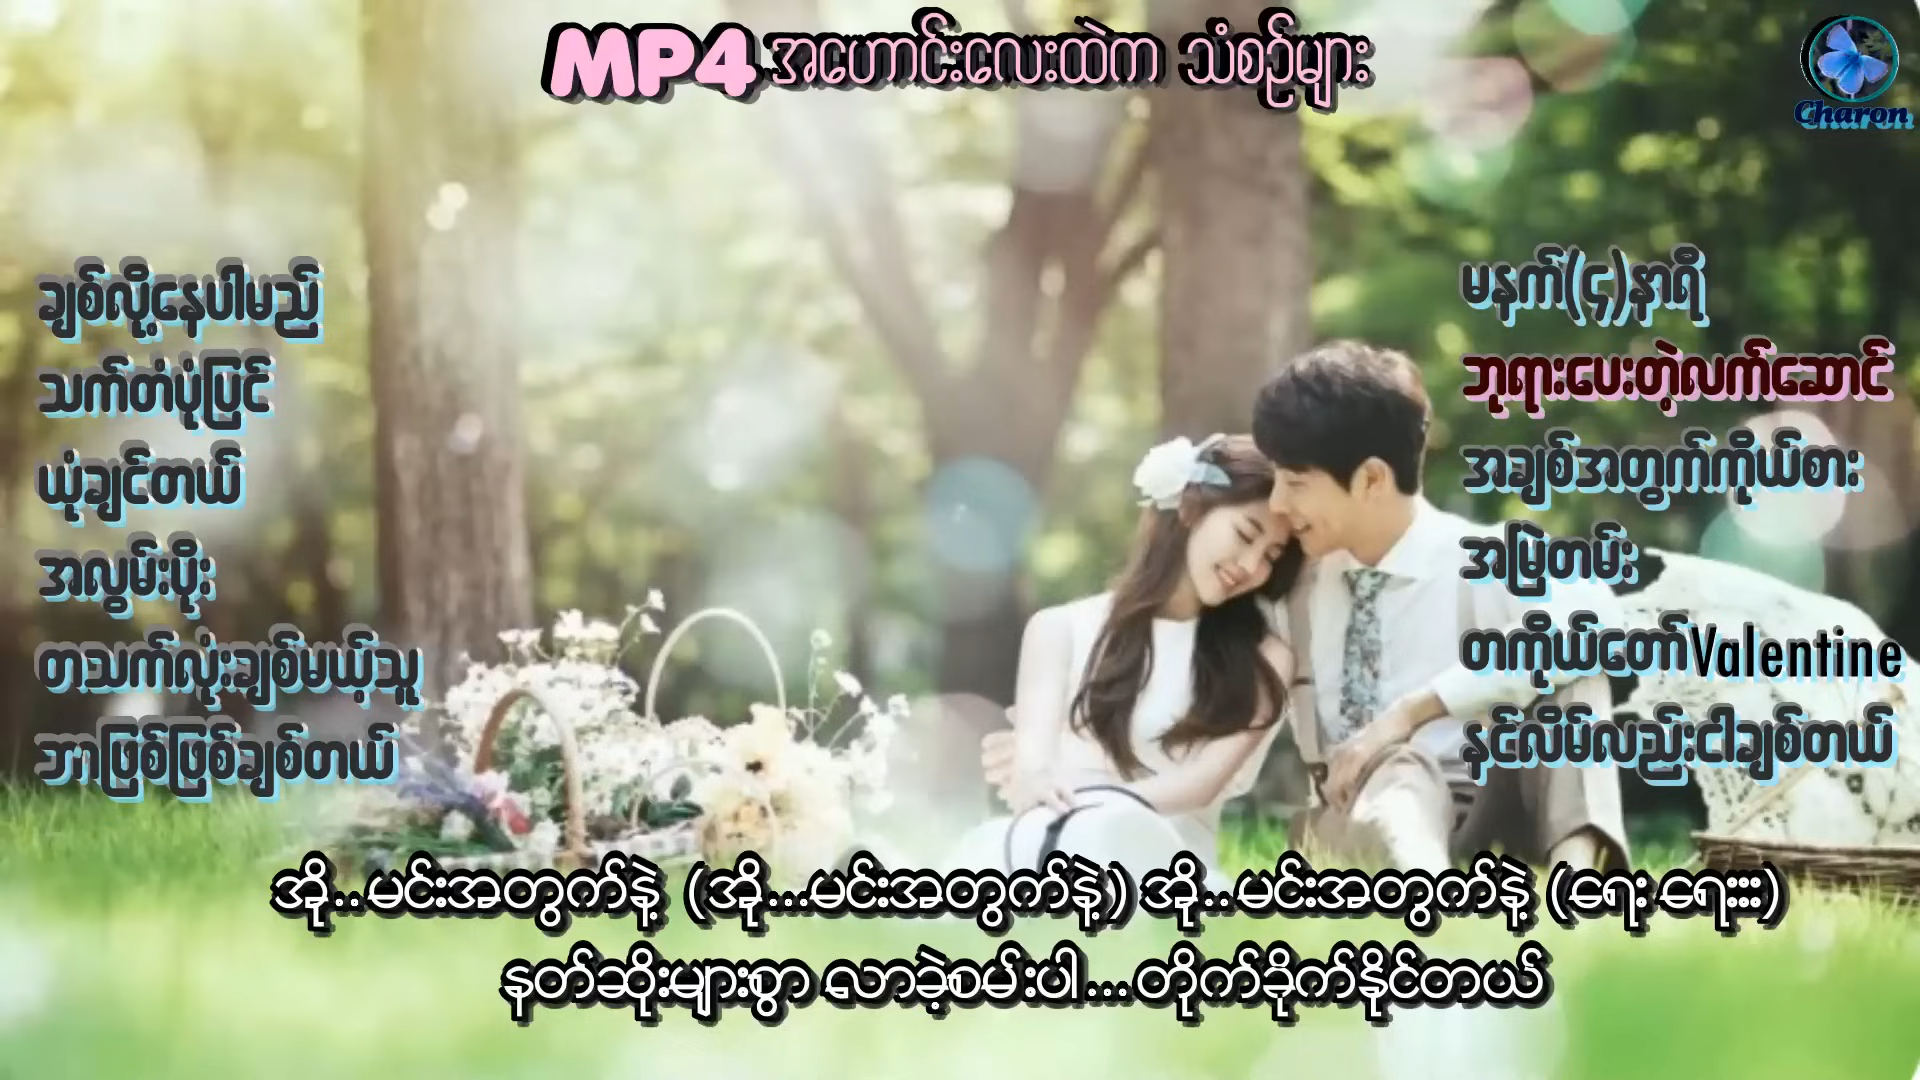 MP4 အဟောင်းလေးထဲက သံစဉ်များ
Charon
ချစ်လို့နေပါမည်
သက်တံပုံပြင်
ယုံချင်တယ်
အလွမ်းပိုး
တသက်လုံးချစ်မယ့်သူ
ဘာဖြစ်ဖြစ်ချစ်တယ်
မနက်(၄)နာရီ
ဘုရားပေးတဲ့လက်ဆောင်
အချစ်အတွက်ကိုယ်စား
အမြဲတမ်း
တကိုယ်တော်Valentine
နင်လိမ်လည်းငါချစ်တယ်
အို..မင်းအတွက်နဲ့ (အို...မင်းအတွက်နဲ့) အို..မင်းအတွက်နဲ့ (ရေး ရေးးး)
နတ်ဆိုးများစွာ လာခဲ့စမ်းပါ...တိုက်ခိုက်နိုင်တယ်